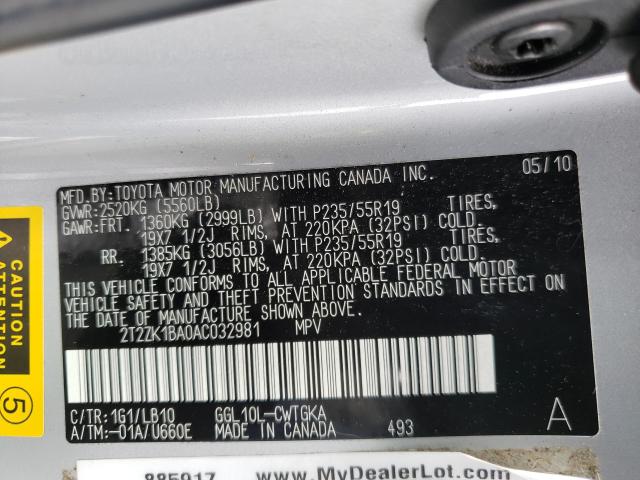 MFD.BY:TOYOTA MOTOR MANUFACTURING CANADA INC. 05/10
GVWR:2520KG (5560LB)
GAWR:FRT. 1360KG (2999LB) WITH P235/55R19 TIRES,
19X7 1/2J RIMS, AT 220KPA (32PSI) COLD.
RR. 1385KG (3056LB) WITH P235/55R19 TIRES,
19X7 1/2J RIMS, AT 220KPA (32PSI) COLD.
THIS VEHICLE CONFORMS TO ALL APPLICABLE FEDERAL MOTOR
VEHICLE SAFETY AND THEFT PREVENTION STANDARDS IN EFFECT ON
THE DATE OF MANUFACTURE SHOWN ABOVE.
2T2ZK1BA0AC032981 MPV
C/TR:1G1/LB10 GGL10L-CWTGKA
A/TM:-01A/U660E MADE IN CANADA 493
A
CAUTION
ATTENTION
5
885917 www.MyDealerLot.com